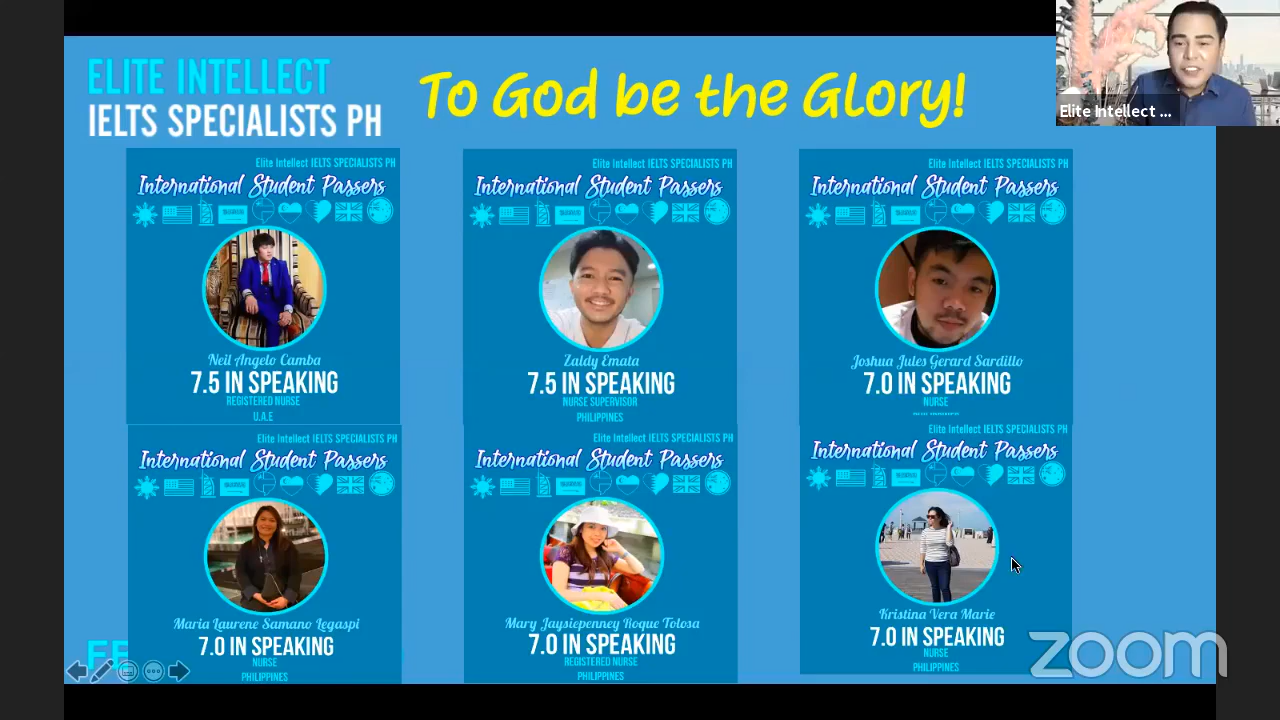 ELITE INTELLECT
IELTS SPECIALISTS PH
To God be the Glory!
Elite Intellect ...
Elite Intellect IELTS SPECIALISTS PH
International Student Passers
Neil Angelo Camba
7.5 IN SPEAKING
REGISTERED NURSE
U.A.E
Elite Intellect IELTS SPECIALISTS PH
International Student Passers
Zaldy Emata
7.5 IN SPEAKING
NURSE SUPERVISOR
PHILIPPINES
Elite Intellect IELTS SPECIALISTS PH
International Student Passers
Joshua Jules Gerard Sardillo
7.0 IN SPEAKING
NURSE
Elite Intellect IELTS SPECIALISTS PH
International Student Passers
Maria Laurene Samano Legaspi
7.0 IN SPEAKING
NURSE
PHILIPPINES
Elite Intellect IELTS SPECIALISTS PH
International Student Passers
Mary Jaysiepenney Roque Tolosa
7.0 IN SPEAKING
REGISTERED NURSE
PHILIPPINES
Elite Intellect IELTS SPECIALISTS PH
International Student Passers
Kristina Vera Marie
7.0 IN SPEAKING
NURSE
PHILIPPINES
zoom